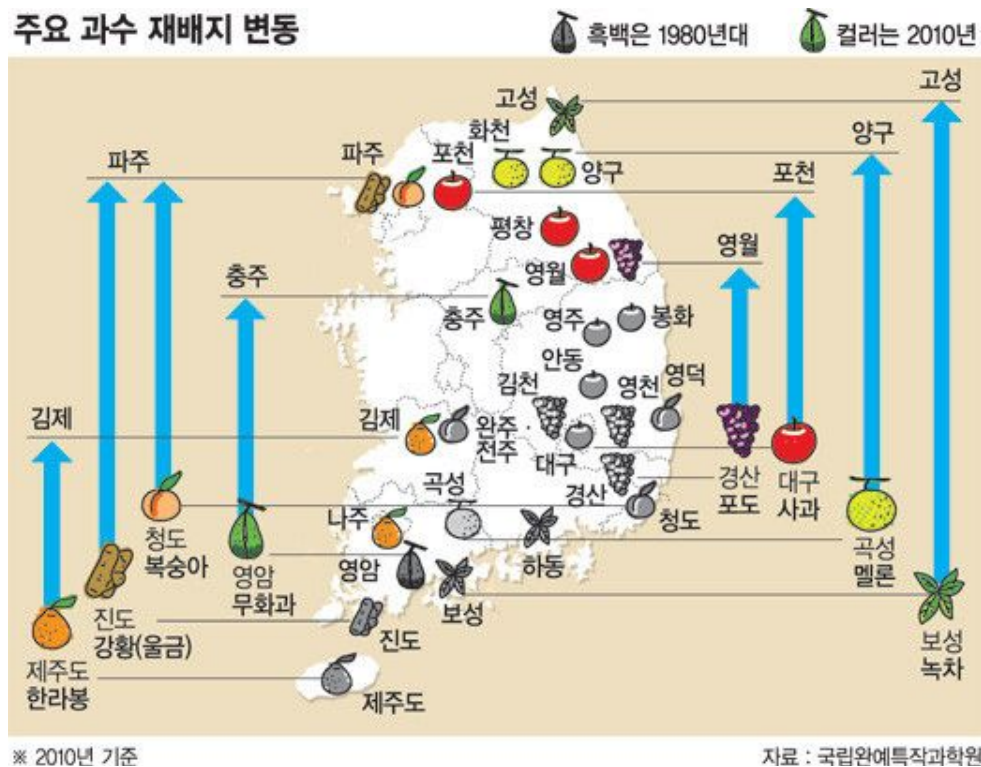 주요 과수 재배지 변동
흑백은 1980년대
컬러는 2010년
고성
고성
화천
양구
파주
파주
포천
양구
포천
평창
영월
영월
충주
충주
영주
봉화
안동
김천
영천
영덕
김제
김제
완주·
전주
대구
경산
경산
포도
대구
사과
곡성
청도
청도
복숭아
나주
하동
곡성
멜론
영암
무화과
영암
보성
진도
강황(울금)
진도
보성
녹차
제주도
한라봉
제주도
※ 2010년 기준
자료 : 국립완예특작과학원